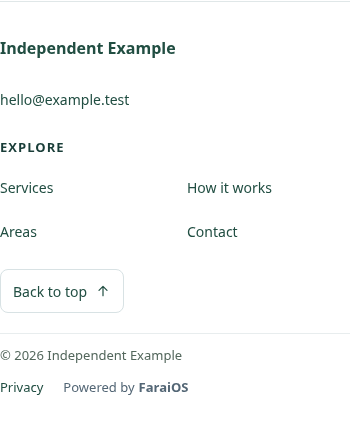 Independent Example
hello@example.test
EXPLORE
Services How it works
Areas Contact
Back to top ↑
© 2026 Independent Example
Privacy Powered by FaraiOS